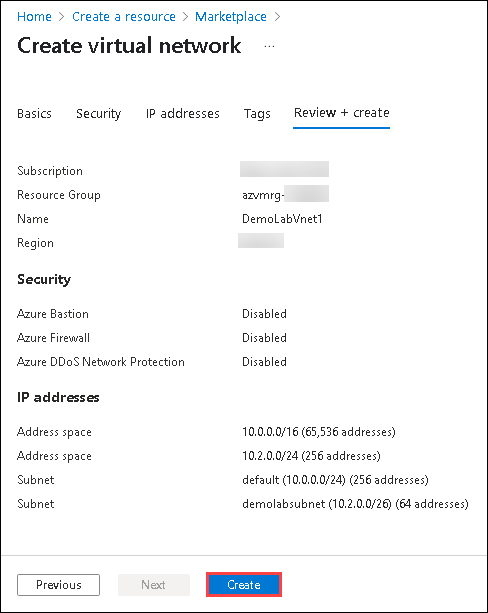 Home > Create a resource > Marketplace >
Create virtual network ...
Basics Security IP addresses Tags Review + create
Subscription
Resource Group azvmrg-
Name DemoLabVnet1
Region
Security
Azure Bastion Disabled
Azure Firewall Disabled
Azure DDoS Network Protection Disabled
IP addresses
Address space 10.0.0.0/16 (65,536 addresses)
Address space 10.2.0.0/24 (256 addresses)
Subnet default (10.0.0.0/24) (256 addresses)
Subnet demolabsubnet (10.2.0.0/26) (64 addresses)
Previous Next Create